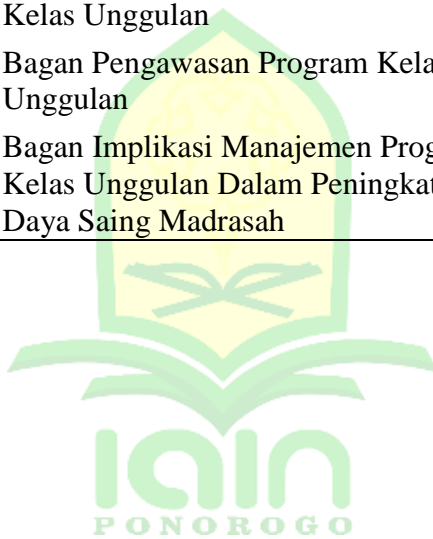 Kelas Unggulan
Bagan Pengawasan Program Kela
Unggulan
Bagan Implikasi Manajemen Prog
Kelas Unggulan Dalam Peningkat
Daya Saing Madrasah
iain
PONOROGO